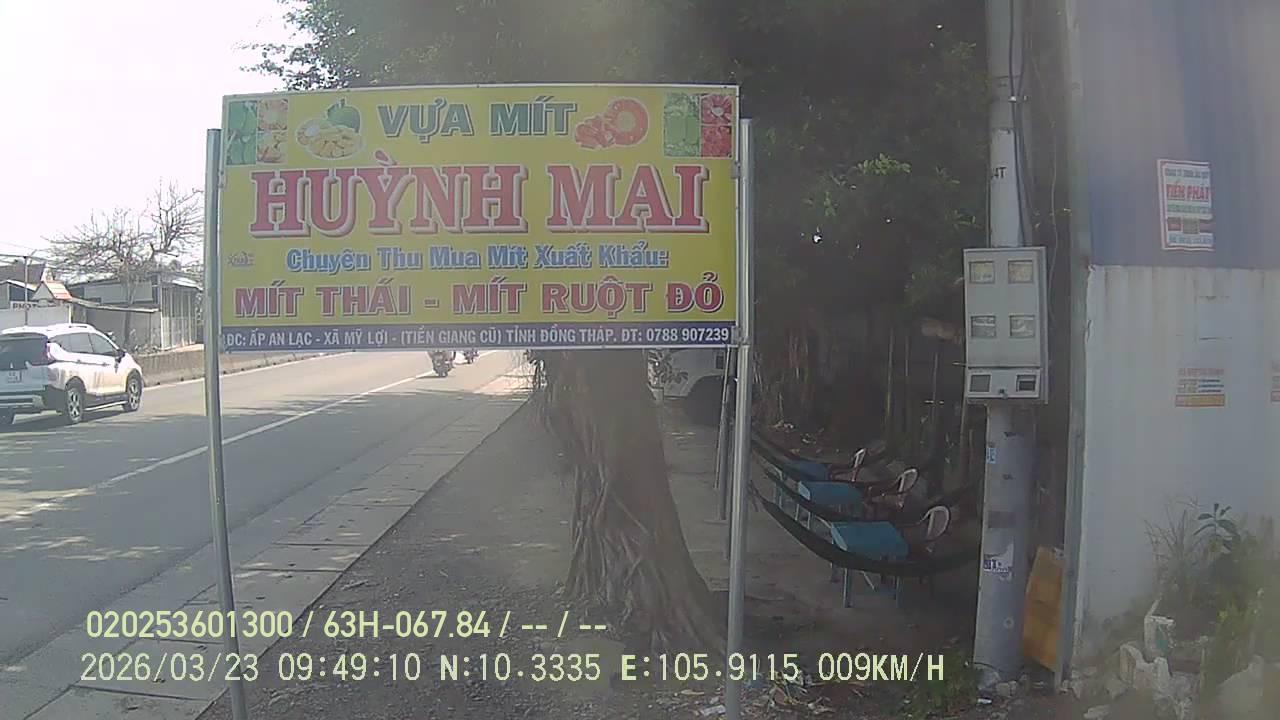 VỰA MÍT
HUỲNH MAI
Chuyên Thu Mua Mít Xuất Khẩu:
MÍT THÁI - MÍT RUỘT ĐỎ
ĐC: ẤP AN LẠC - XÃ MỸ LỢI - (TIỀN GIANG CŨ) TỈNH ĐỒNG THÁP. ĐT: 0788 907239
4T
TIẾN PHÁT
020253601300 / 63H-067.84 / -- / --
2026/03/23 09:49:10 N:10.3335 E:105.9115 009KM/H